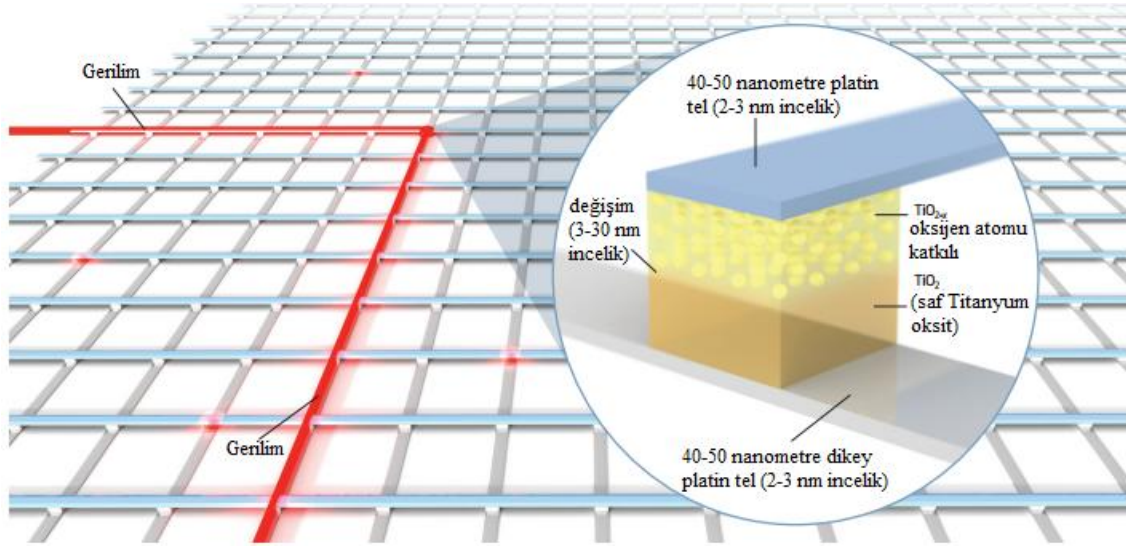 Gerilim
40-50 nanometre platin
tel (2-3 nm incelik)
değişim
(3-30 nm
incelik)
TiO₂₋ₓ
oksijen atomu
katkılı
TiO₂
(saf Titanyum
oksit)
Gerilim
40-50 nanometre dikey
platin tel (2-3 nm incelik)